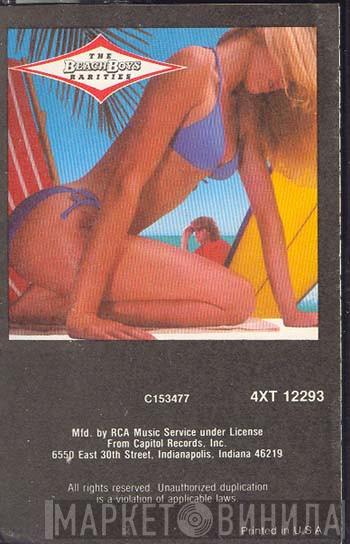 THE
BEACH BOYS
RARITIES
C153477
4XT 12293
Mfd. by RCA Music Service under License
From Capitol Records, Inc.
6550 East 30th Street, Indianapolis, Indiana 46219
All rights reserved. Unauthorized duplication
is a violation of applicable laws.
МАРКЕТ ВИНИЛА
Printed in U.S.A.